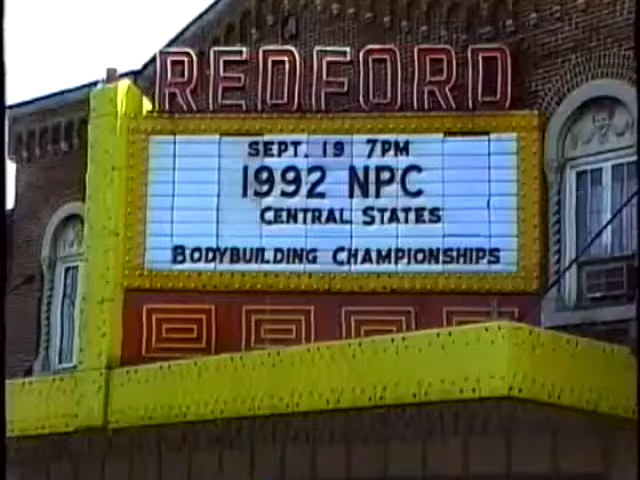 REDFORD
SEPT. 19 7PM
1992 NPC
CENTRAL STATES
BODYBUILDING CHAMPIONSHIPS